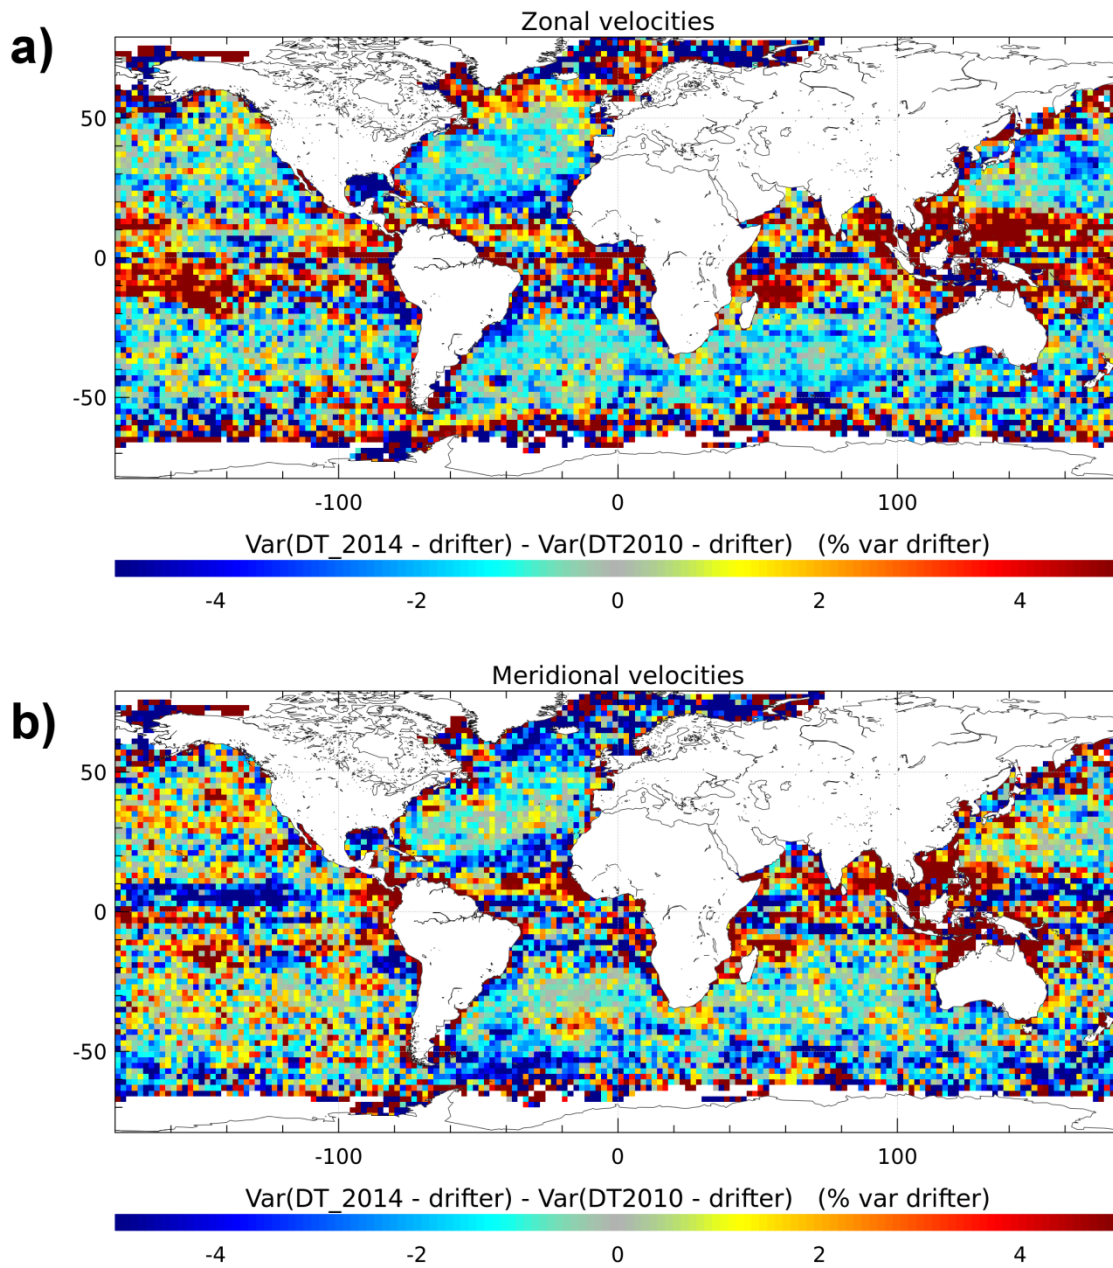 a)
Zonal velocities
50
0
-50
-100 0 100
Var(DT_2014 - drifter) - Var(DT2010 - drifter) (% var drifter)
-4 -2 0 2 4
b)
Meridional velocities
50
0
-50
-100 0 100
Var(DT_2014 - drifter) - Var(DT2010 - drifter) (% var drifter)
-4 -2 0 2 4